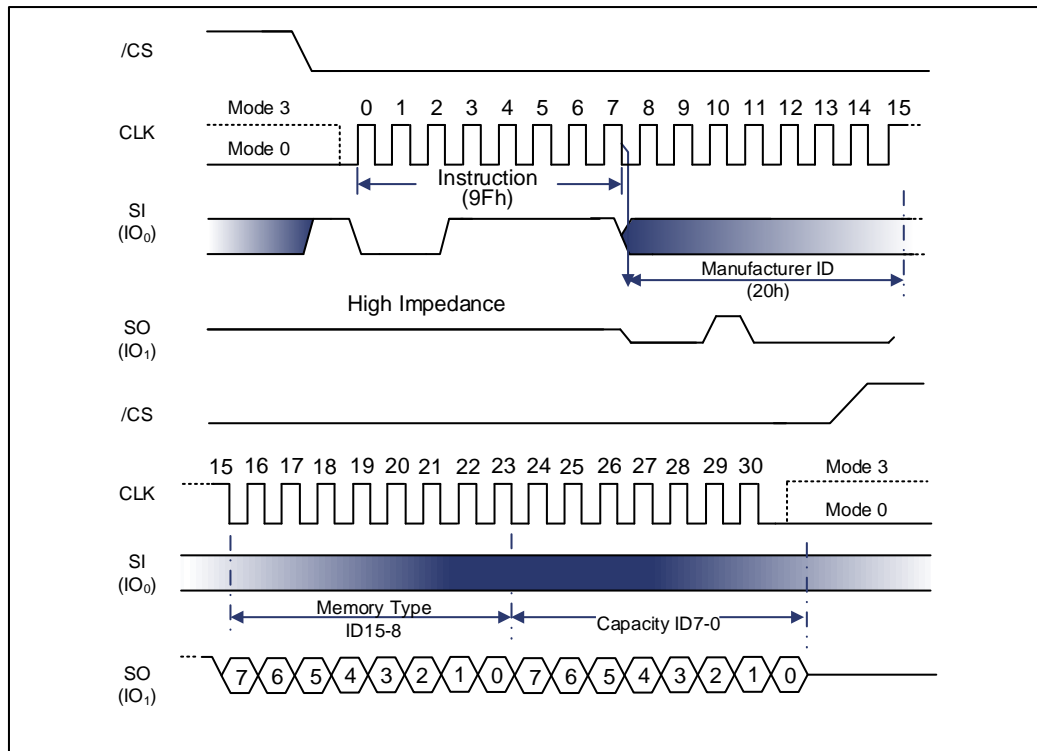 /CS
Mode 3
0 1 2 3 4 5 6 7 8 9 10 11 12 13 14 15
CLK
Mode 0
Instruction
(9Fh)
SI
(IO₀)
Manufacturer ID
(20h)
High Impedance
SO
(IO₁)
/CS
15 16 17 18 19 20 21 22 23 24 25 26 27 28 29 30
Mode 3
CLK
Mode 0
SI
(IO₀)
Memory Type
ID15-8
Capacity ID7-0
SO
(IO₁)
7 6 5 4 3 2 1 0 7 6 5 4 3 2 1 0